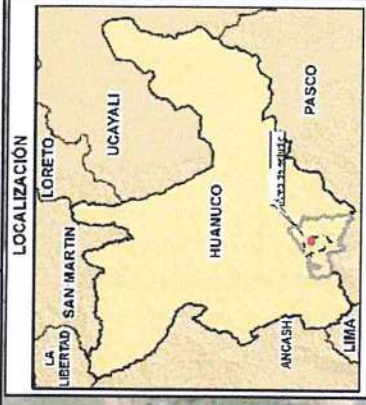 LOCALIZACIÓN
LA
LIBERTAD
SAN MARTIN
LORETO
UCAYALI
HUANUCO
ANCASH
PASCO
LIMA